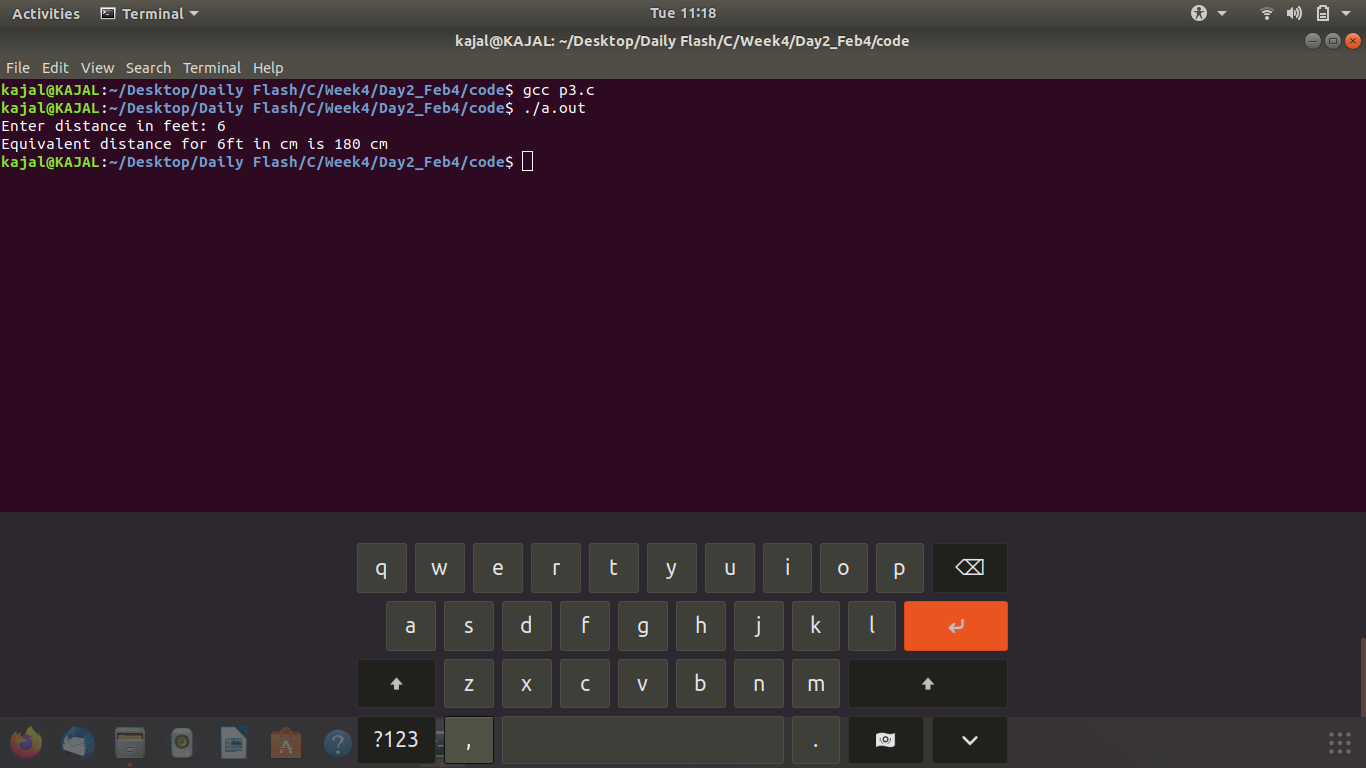 Activities Terminal Tue 11:18
kajal@KAJAL: ~/Desktop/Daily Flash/C/Week4/Day2_Feb4/code
File Edit View Search Terminal Help
kajal@KAJAL:~/Desktop/Daily Flash/C/Week4/Day2_Feb4/code$ gcc p3.c
kajal@KAJAL:~/Desktop/Daily Flash/C/Week4/Day2_Feb4/code$ ./a.out
Enter distance in feet: 6
Equivalent distance for 6ft in cm is 180 cm
kajal@KAJAL:~/Desktop/Daily Flash/C/Week4/Day2_Feb4/code$
q w e r t y u i o p
a s d f g h j k l
z x c v b n m
?123 , .